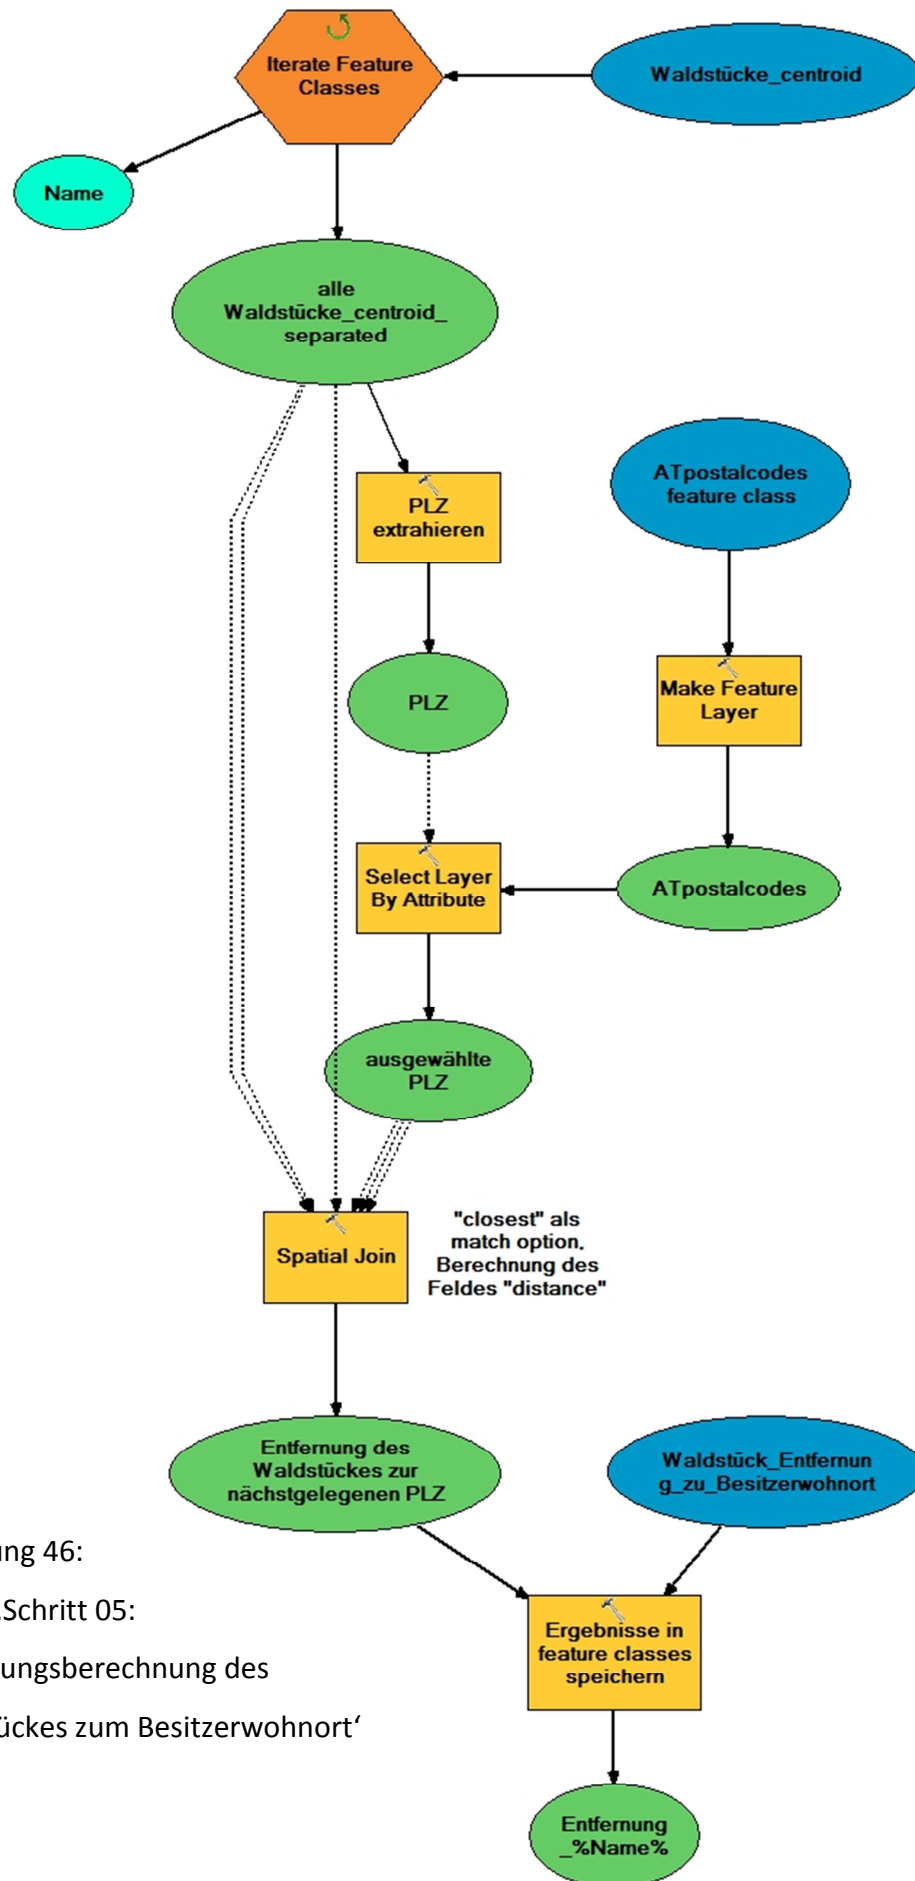 Iterate Feature
Classes
Waldstücke_centroid
Name
alle
Waldstücke_centroid_
separated
PLZ
extrahieren
ATpostalcodes
feature class
PLZ
Make Feature
Layer
Select Layer
By Attribute
ATpostalcodes
ausgewählte
PLZ
Spatial Join
"closest" als
match option,
Berechnung des
Feldes "distance"
Entfernung des
Waldstückes zur
nächstgelegenen PLZ
Waldstück_Entfernun
g_zu_Besitzerwohnort
Ergebnisse in
feature classes
speichern
Entfernung
_%Name%
ung 46:
.Schritt 05:
ungsberechnung des
ückes zum Besitzerwohnort‘